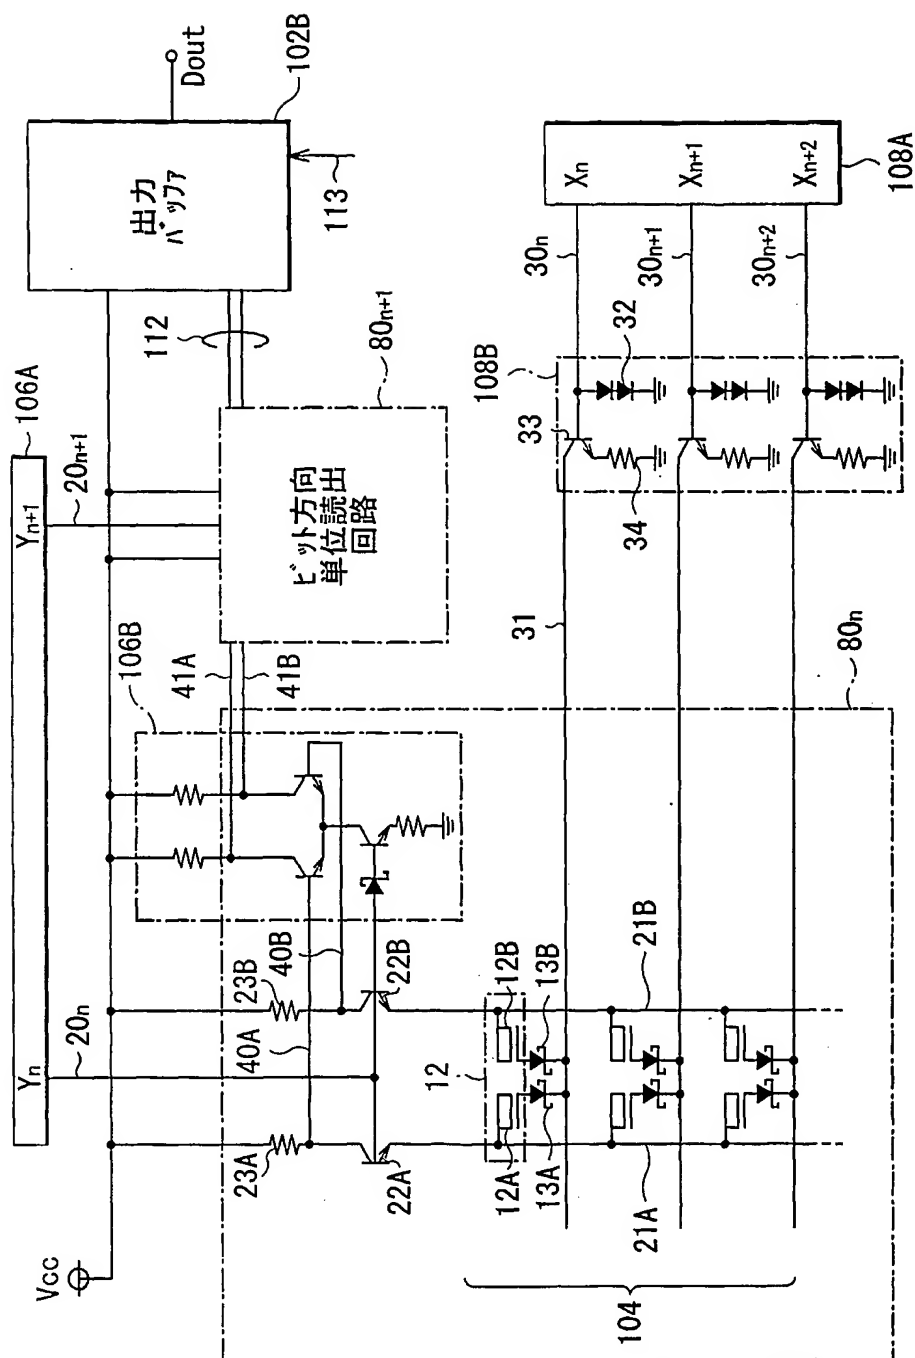 Vcc
Yn
20n
106A
Yn+1
20n+1
Dout
出力
バッファ
102B
113
112
106B
41A
41B
ビット方向
単位読出
回路
80n+1
23A
23B
40A
40B
22A
22B
108B
33
32
34
30n
30n+1
30n+2
Xn
Xn+1
Xn+2
108A
31
80n
12
12A
12B
13A
13B
21A
21B
104